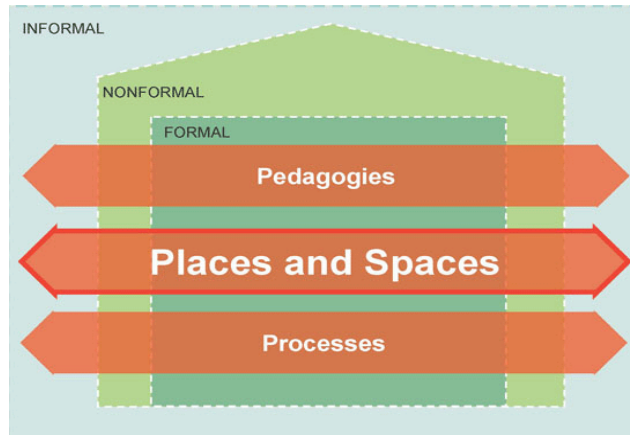 INFORMAL
NONFORMAL
FORMAL
Pedagogies
Places and Spaces
Processes